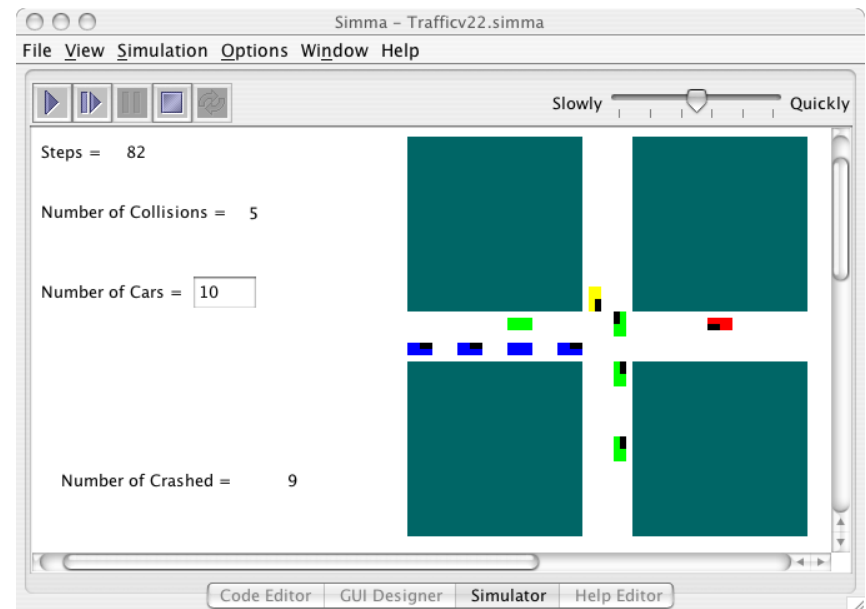 Simma – Trafficv22.simma
File View Simulation Options Window Help
Slowly Quickly
Steps = 82
Number of Collisions = 5
Number of Cars = 10
Number of Crashed = 9
Code Editor GUI Designer Simulator Help Editor